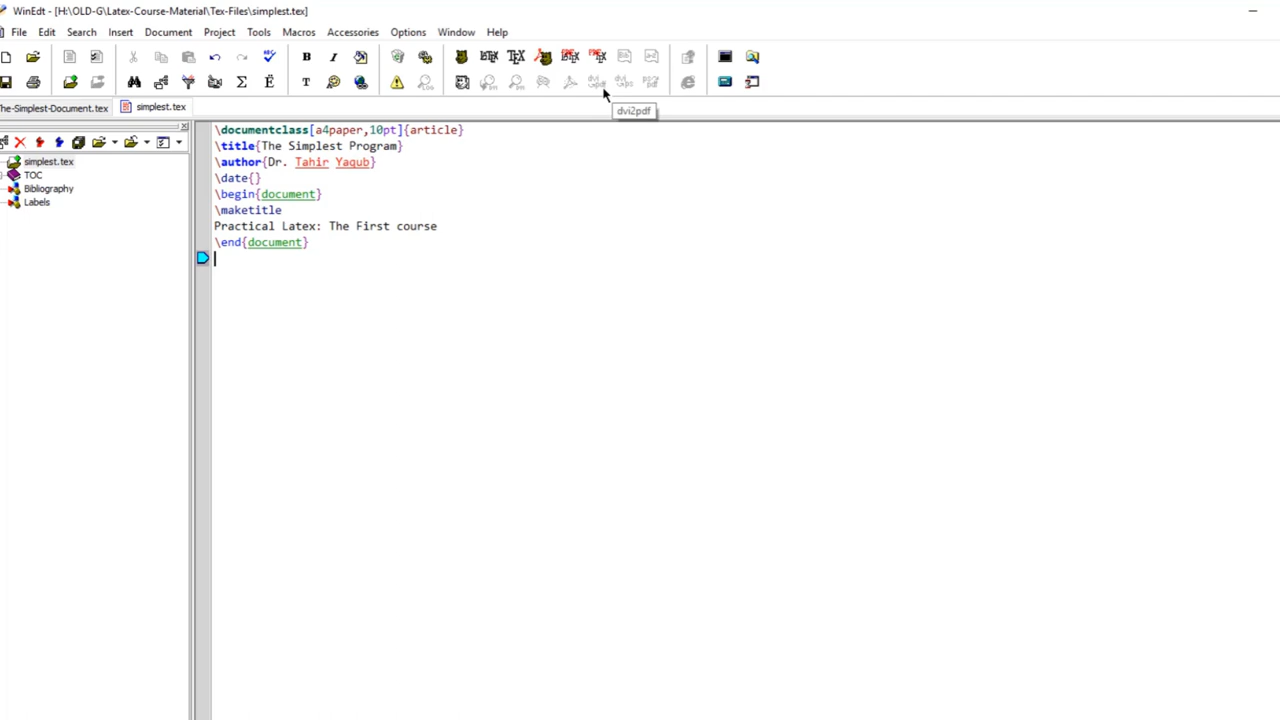 WinEdt - [H:\OLD-G\Latex-Course-Material\Tex-Files\simplest.tex]
File Edit Search Insert Document Project Tools Macros Accessories Options Window Help
dvi2pdf
he-Simplest-Document.tex simplest.tex
simplest.tex
TOC
Bibliography
Labels
\documentclass[a4paper,10pt]{article}
\title{The Simplest Program}
\author{Dr. Tahir Yaqub}
\date{}
\begin{document}
\maketitle
Practical Latex: The First course
\end{document}